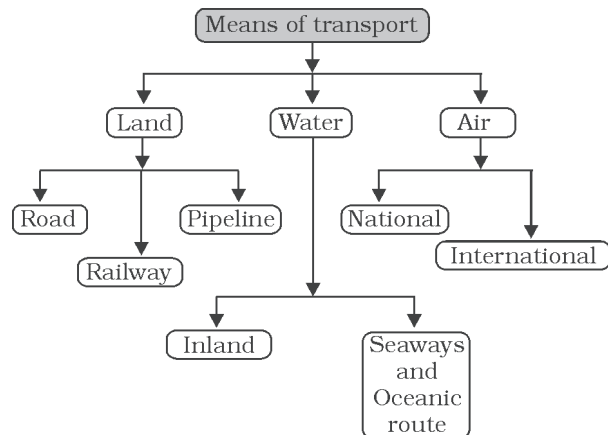 Means of transport
Land
Water
Air
Road
Pipeline
National
Railway
International
Inland
Seaways
and
Oceanic
route